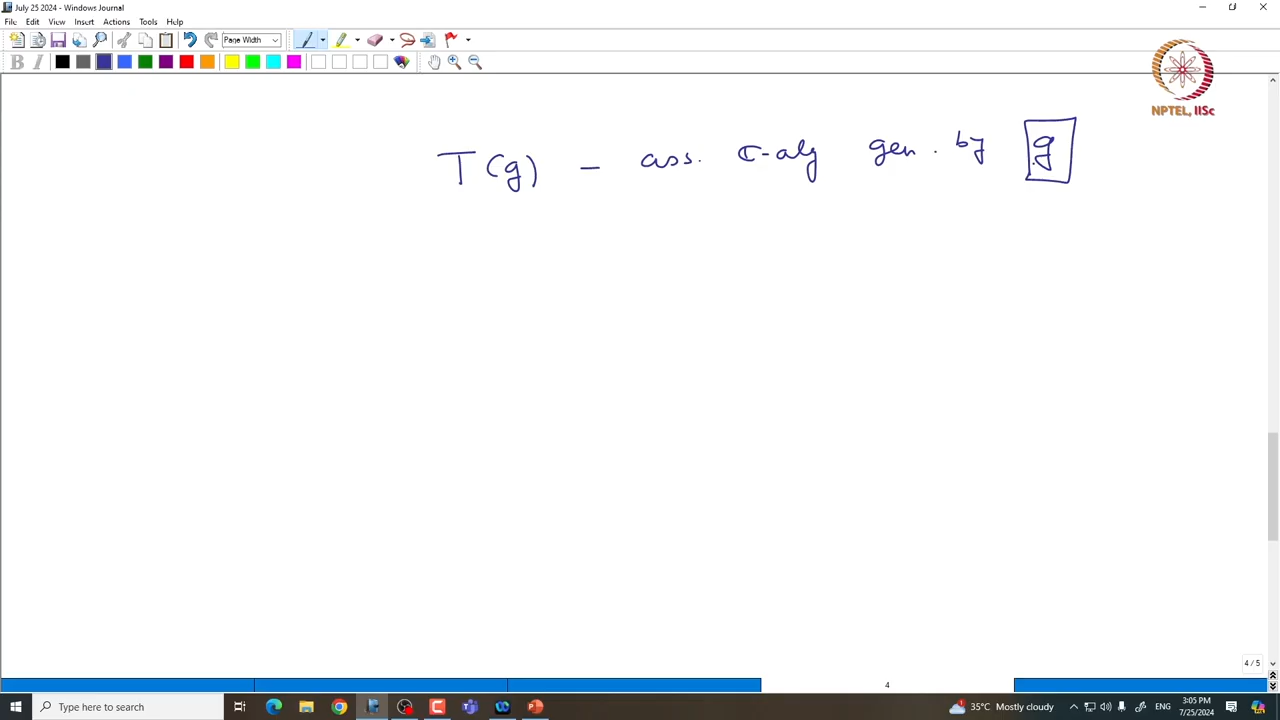 July 25 2024 - Windows Journal
File Edit View Insert Actions Tools Help
Page Width
B I
NPTEL, IISc
T(g) - ass. ℂ-alg gen. by g
4 / 5
4
Type here to search
35°C Mostly cloudy
ENG
3:05 PM
7/25/2024